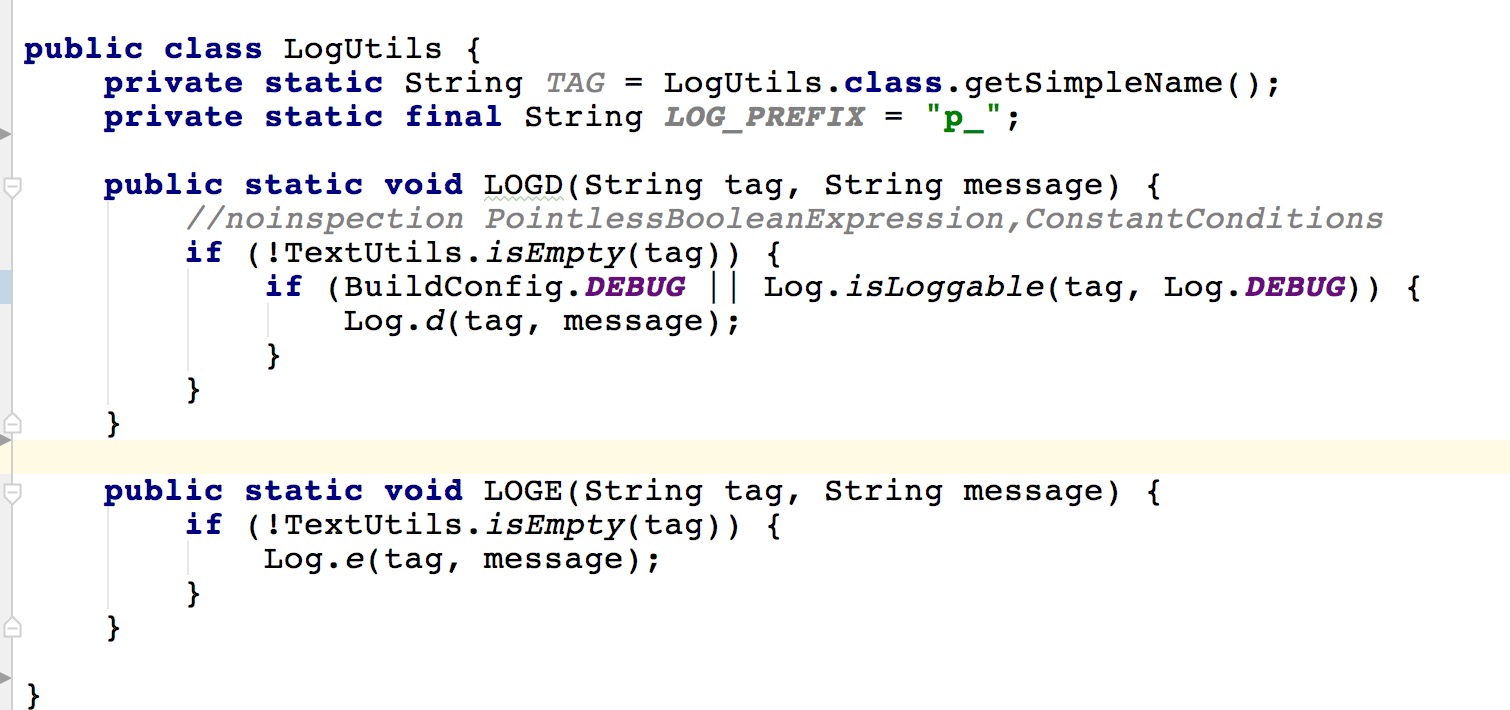 public class LogUtils {
    private static String TAG = LogUtils.class.getSimpleName();
    private static final String LOG_PREFIX = "p_";

    public static void LOGD(String tag, String message) {
        //noinspection PointlessBooleanExpression,ConstantConditions
        if (!TextUtils.isEmpty(tag)) {
            if (BuildConfig.DEBUG || Log.isLoggable(tag, Log.DEBUG)) {
                Log.d(tag, message);
            }
        }
    }

    public static void LOGE(String tag, String message) {
        if (!TextUtils.isEmpty(tag)) {
            Log.e(tag, message);
        }
    }

}